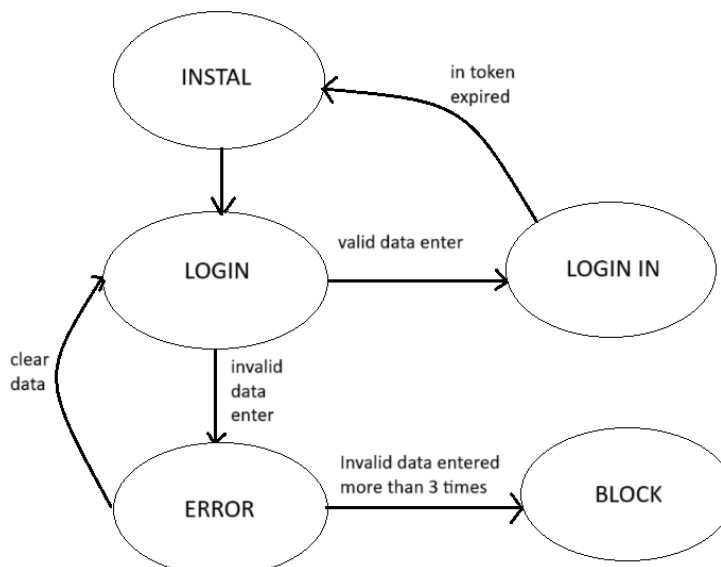 INSTAL
in token
expired
LOGIN
valid data enter
LOGIN IN
clear
data
invalid
data
enter
ERROR
Invalid data entered
more than 3 times
BLOCK